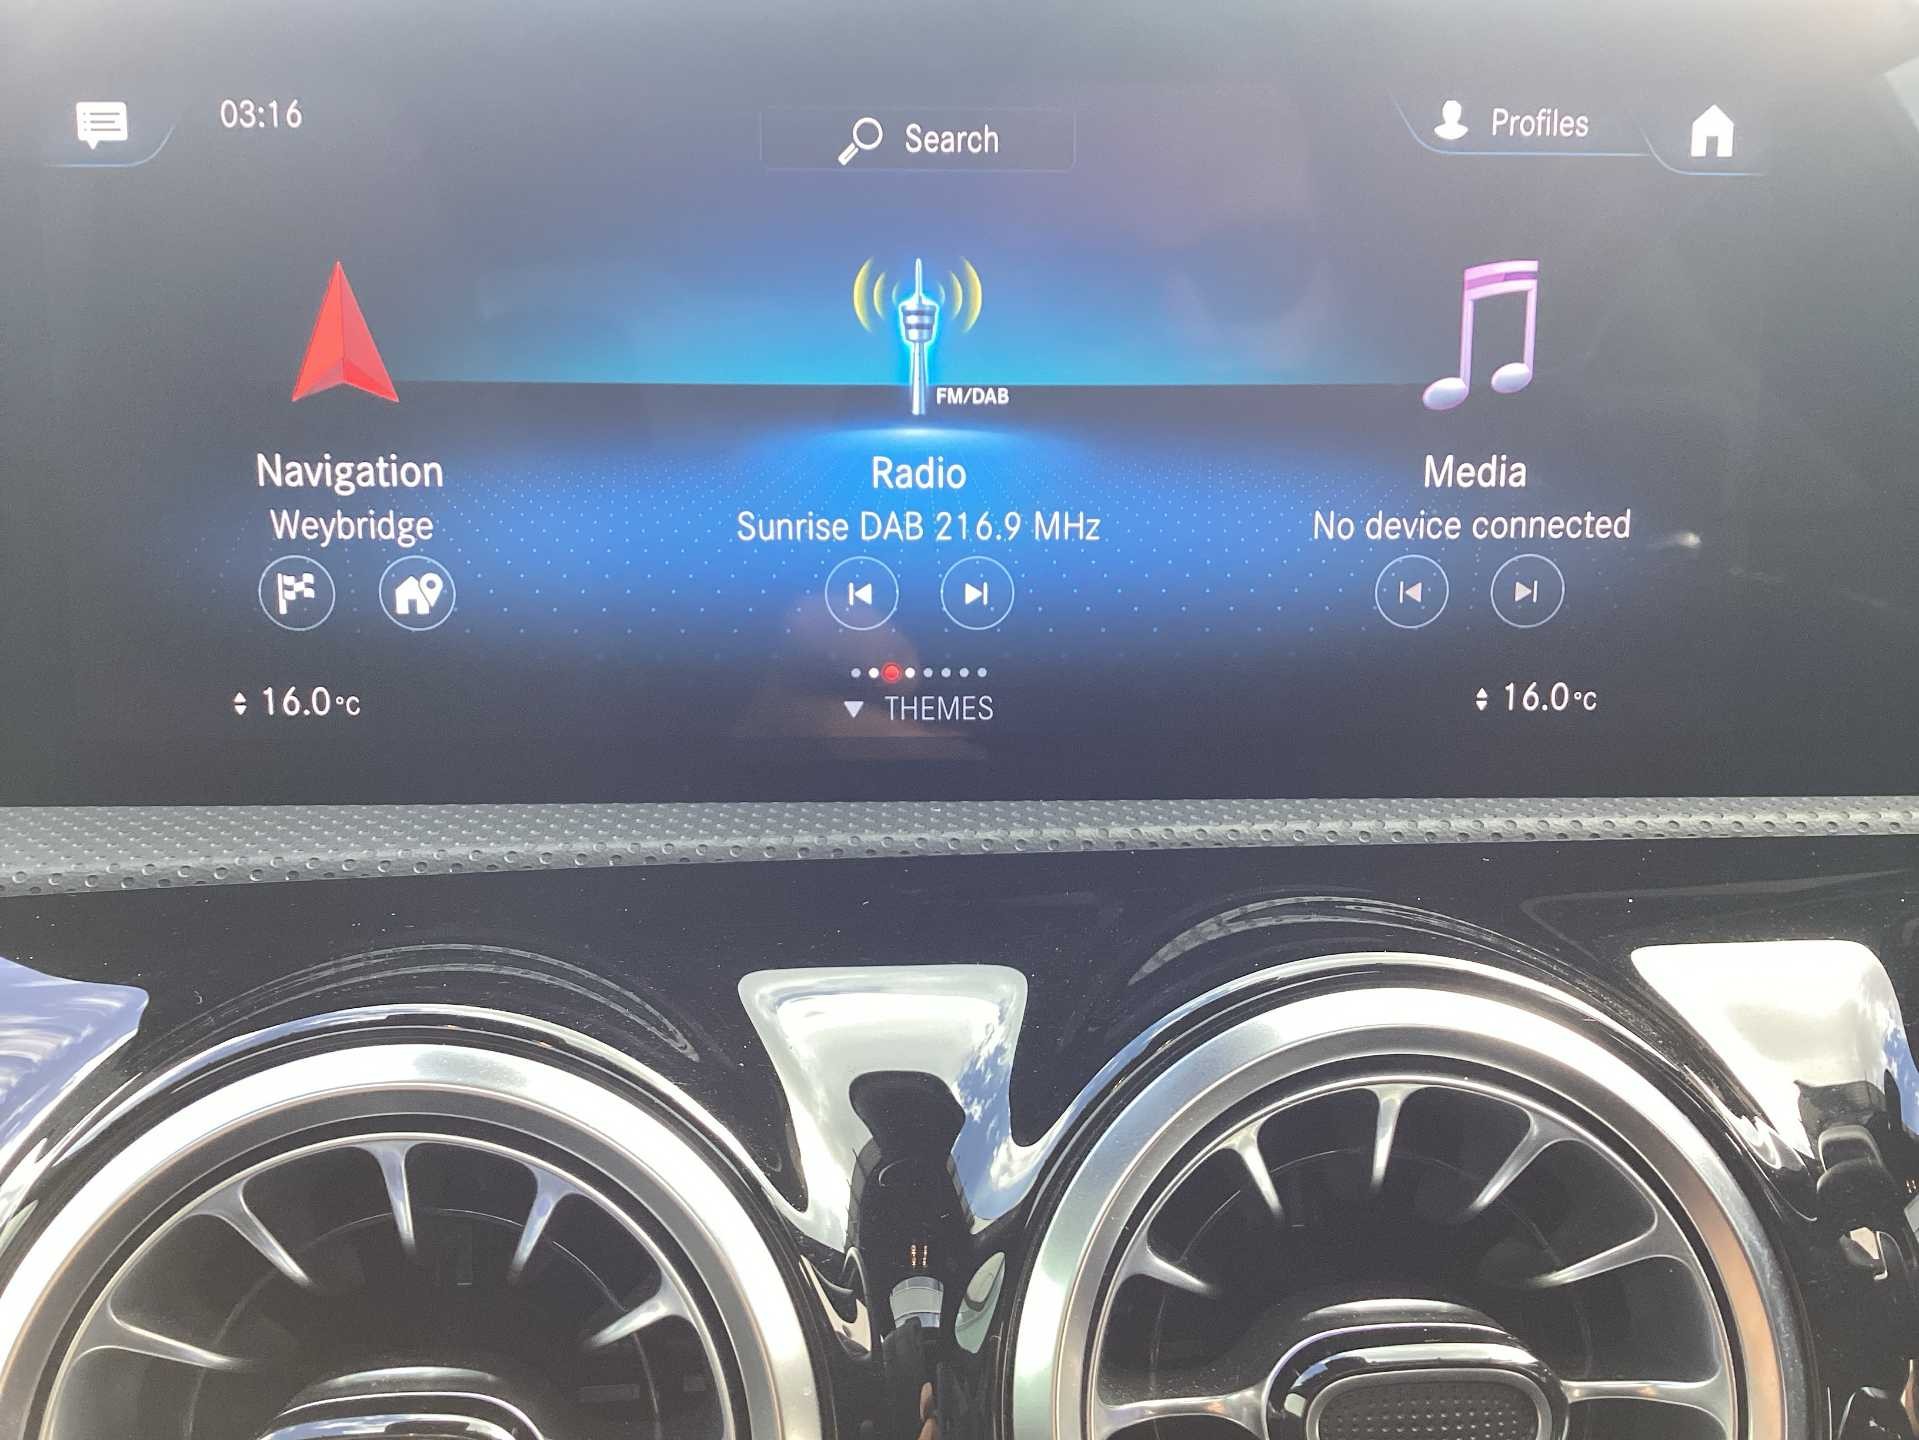 03:16
Search
Profiles
FM/DAB
Navigation
Weybridge
Radio
Sunrise DAB 216.9 MHz
Media
No device connected
16.0°C
THEMES
16.0°C